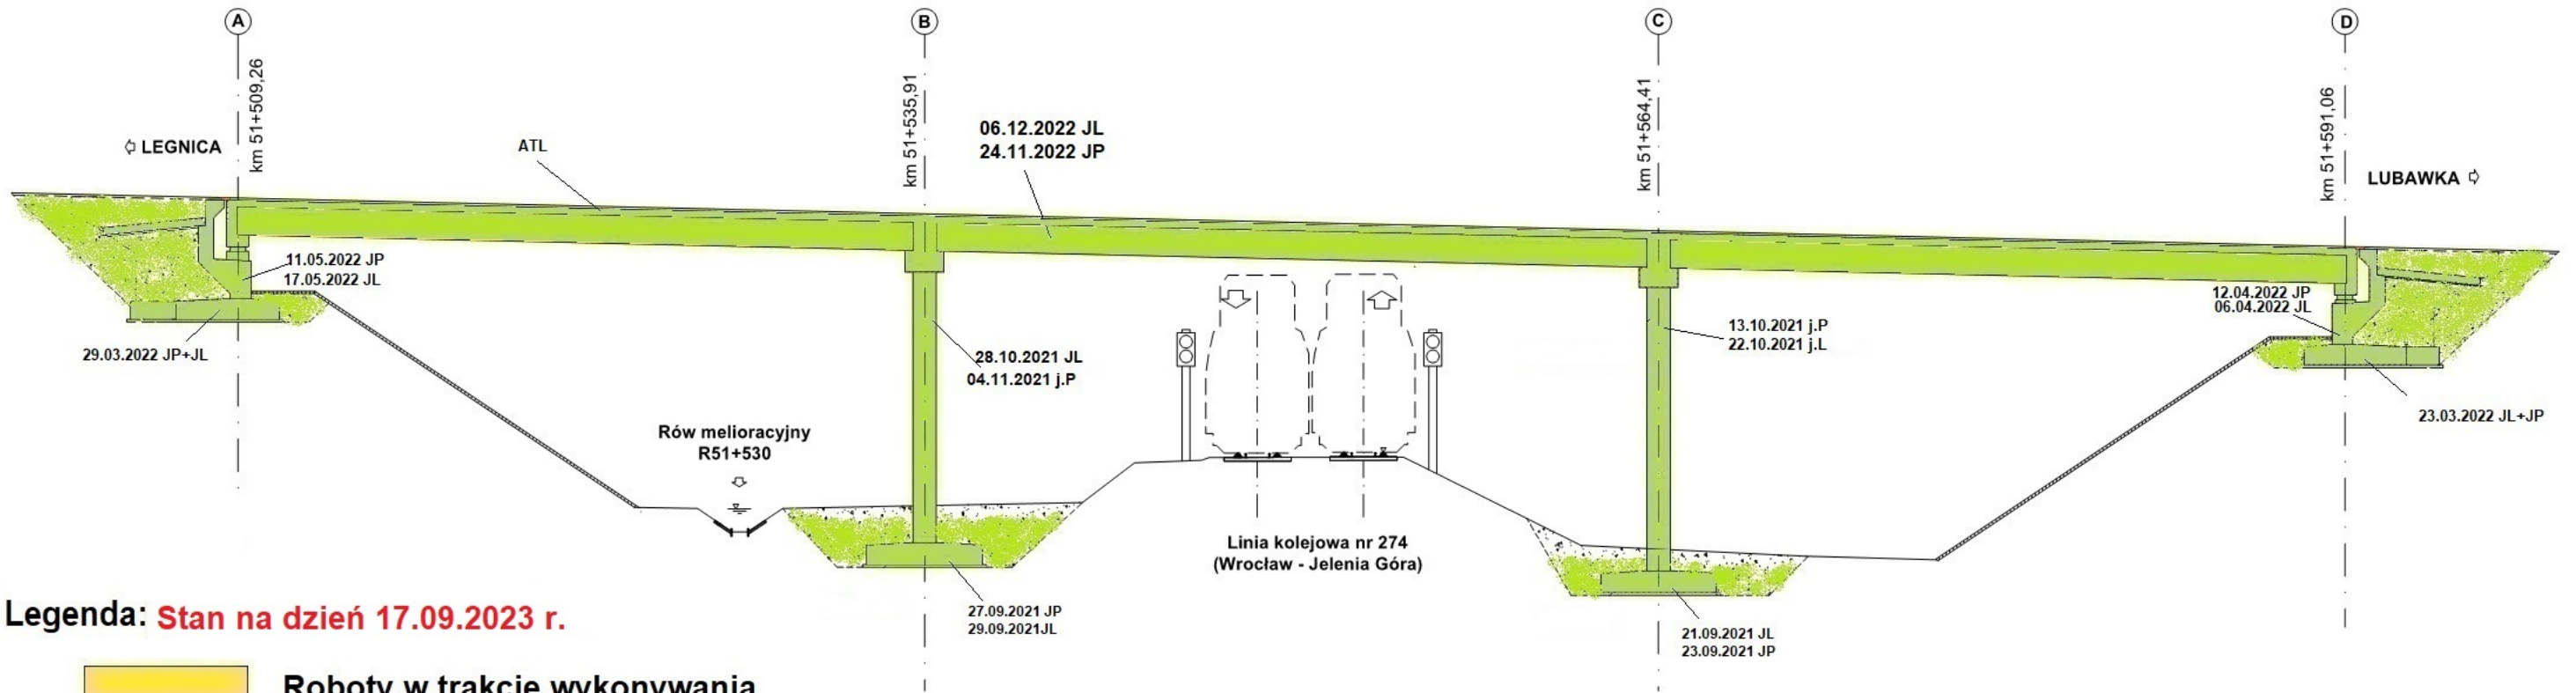 A
B
C
D
km 51+509,26
km 51+535,91
km 51+564,41
km 51+591,06
⇦ LEGNICA
ATL
06.12.2022 JL
24.11.2022 JP
LUBAWKA ⇨
11.05.2022 JP
17.05.2022 JL
29.03.2022 JP+JL
28.10.2021 JL
04.11.2021 j.P
13.10.2021 j.P
22.10.2021 j.L
12.04.2022 JP
06.04.2022 JL
23.03.2022 JL+JP
Rów melioracyjny
R51+530
Linia kolejowa nr 274
(Wrocław - Jelenia Góra)
27.09.2021 JP
29.09.2021JL
21.09.2021 JL
23.09.2021 JP
Legenda: Stan na dzień 17.09.2023 r.
Roboty w trakcie wykonywania